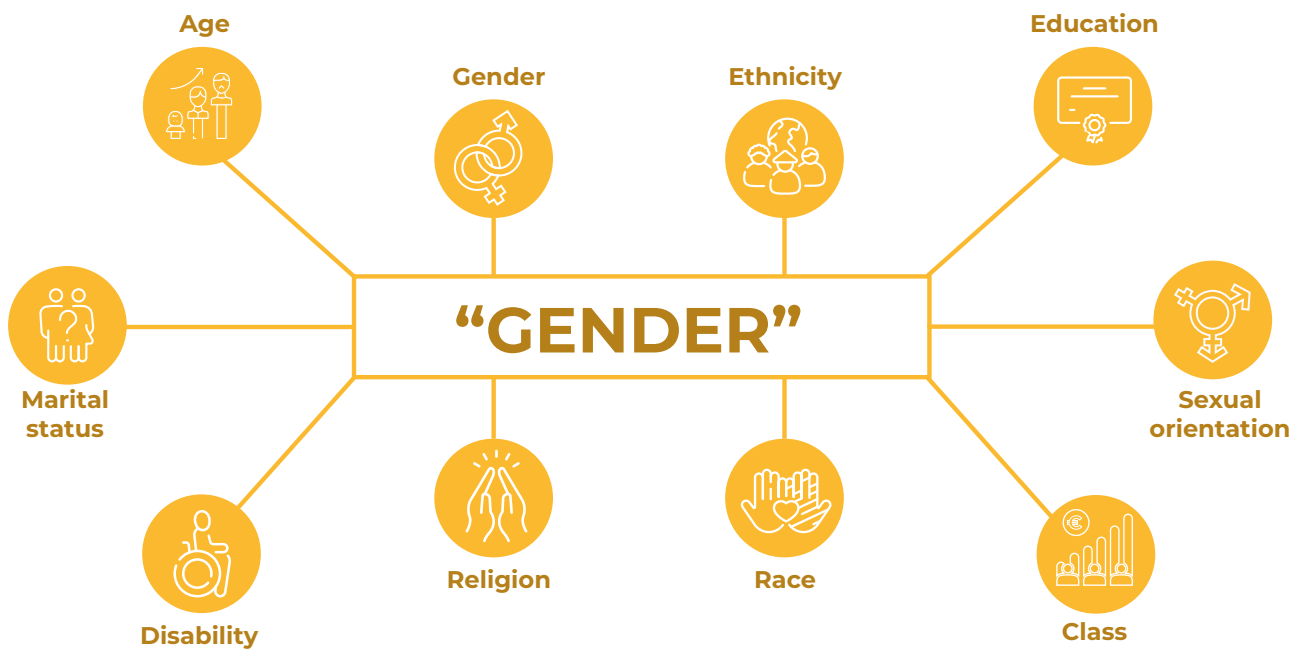 Age
Education
Gender
Ethnicity
“GENDER”
Marital
status
Sexual
orientation
Religion
Race
Disability
Class